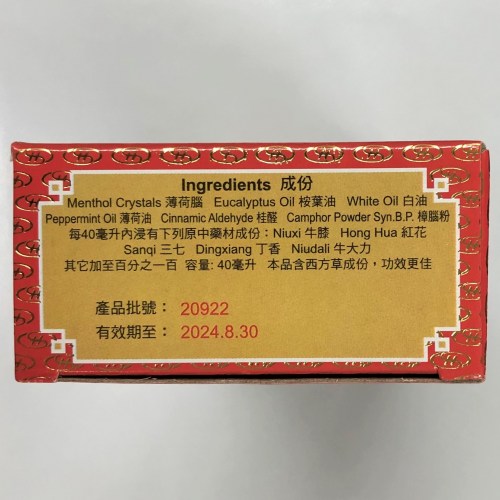 Ingredients 成份
Menthol Crystals 薄荷腦 Eucalyptus Oil 桉葉油 White Oil 白油
Peppermint Oil 薄荷油 Cinnamic Aldehyde 桂醛 Camphor Powder Syn.B.P. 樟腦粉
每40毫升內浸有下列原中藥材成份：Niuxi 牛膝 Hong Hua 紅花
Sanqi 三七 Dingxiang 丁香 Niudali 牛大力
其它加至百分之一百 容量: 40毫升 本品含西方草成份，功效更佳
產品批號： 20922
有效期至： 2024.8.30